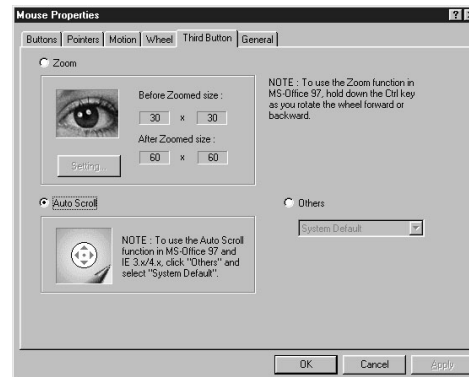 Mouse Properties
Buttons
Pointers
Motion
Wheel
Third Button
General
Zoom
Before Zoomed size :
30 x 30
After Zoomed size :
60 x 60
Setting...
NOTE : To use the Zoom function in
MS-Office 97, hold down the Ctrl key
as you rotate the wheel forward or
backward.
Auto Scroll
NOTE : To use the Auto Scroll
function in MS-Office 97 and
IE 3.x/4.x, click "Others" and
select "System Default".
Others
System Default
OK
Cancel
Apply